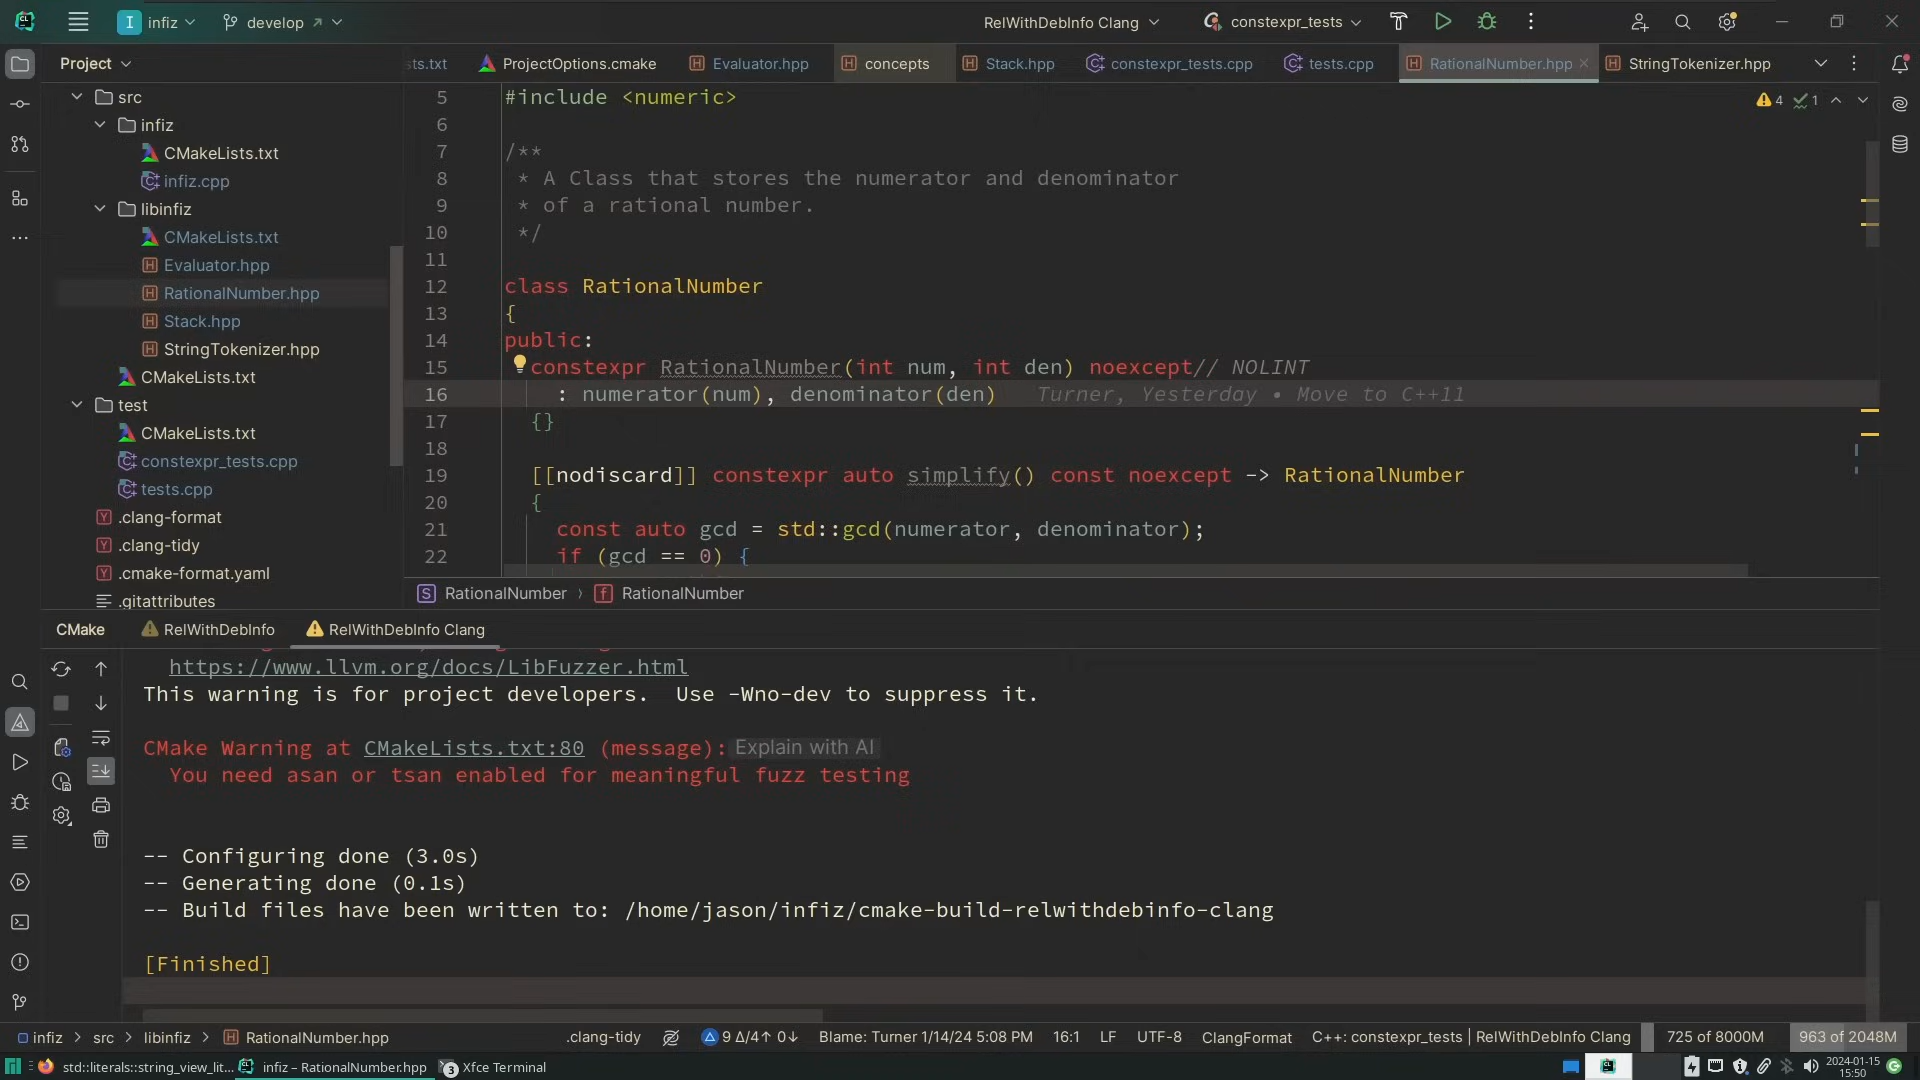 I infiz develop RelWithDebInfo Clang constexpr_tests
Project
sts.txt ProjectOptions.cmake Evaluator.hpp concepts Stack.hpp constexpr_tests.cpp tests.cpp RationalNumber.hpp StringTokenizer.hpp
src
infiz
CMakeLists.txt
infiz.cpp
libinfiz
CMakeLists.txt
Evaluator.hpp
RationalNumber.hpp
Stack.hpp
StringTokenizer.hpp
CMakeLists.txt
test
CMakeLists.txt
constexpr_tests.cpp
tests.cpp
.clang-format
.clang-tidy
.cmake-format.yaml
.gitattributes
4 1
5 #include <numeric>
6
7 /**
8 * A Class that stores the numerator and denominator
9 * of a rational number.
10 */
11
12 class RationalNumber
13 {
14 public:
15 constexpr RationalNumber(int num, int den) noexcept// NOLINT
16 : numerator(num), denominator(den) Turner, Yesterday • Move to C++11
17 {}
18
19 [[nodiscard]] constexpr auto simplify() const noexcept -> RationalNumber
20 {
21 const auto gcd = std::gcd(numerator, denominator);
22 if (gcd == 0) {
S RationalNumber › f RationalNumber
CMake RelWithDebInfo RelWithDebInfo Clang
https://www.llvm.org/docs/LibFuzzer.html
This warning is for project developers. Use -Wno-dev to suppress it.
CMake Warning at CMakeLists.txt:80 (message): Explain with AI
You need asan or tsan enabled for meaningful fuzz testing
-- Configuring done (3.0s)
-- Generating done (0.1s)
-- Build files have been written to: /home/jason/infiz/cmake-build-relwithdebinfo-clang
[Finished]
infiz › src › libinfiz › RationalNumber.hpp .clang-tidy 9 Δ/4↑ 0↓ Blame: Turner 1/14/24 5:08 PM 16:1 LF UTF-8 ClangFormat C++: constexpr_tests | RelWithDebInfo Clang 725 of 8000M 963 of 2048M
std::literals::string_view_lit... infiz – RationalNumber.hpp 3 Xfce Terminal 2024-01-15
15:50